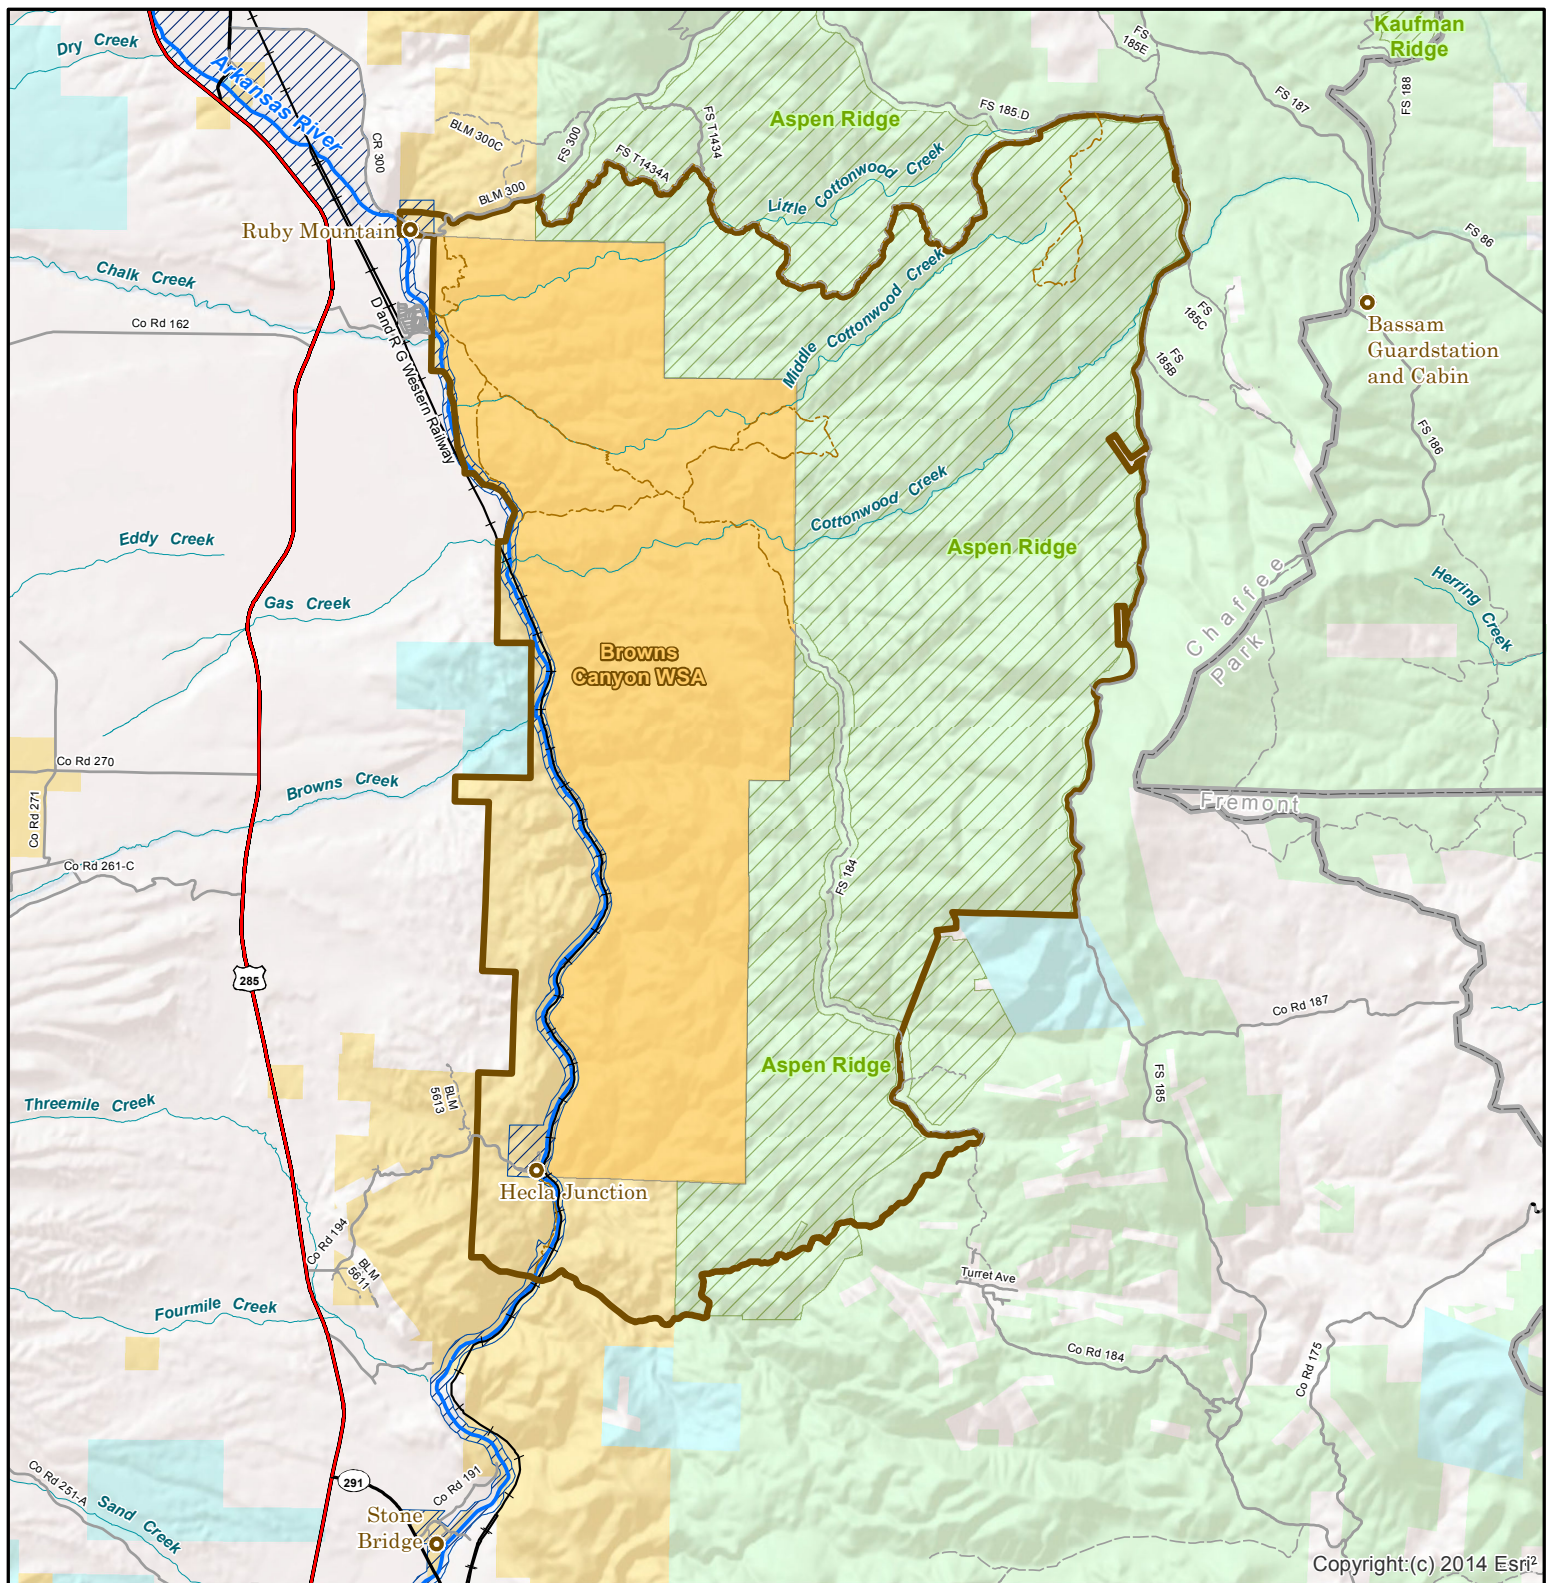 Kaufman
Ridge
Dry Creek
FS
185E
FS 187
FS 188
Arkansas River
Aspen Ridge
FS 185.D
BLM 300C
FS 300
FS T1434
CR 300
FS T1434A
Little Cottonwood Creek
BLM 300
Ruby Mountain
FS 86
Chalk Creek
Middle Cottonwood Creek
D and R G Western Railway
Co Rd 162
FS
185C
Bassam
Guardstation
and Cabin
FS
185B
FS 186
Cottonwood Creek
Eddy Creek
Aspen Ridge
Gas Creek
Herring Creek
Chaffee
Park
Browns
Canyon WSA
Co Rd 270
Browns Creek
Co Rd 271
Fremont
Co Rd 261-C
FS 184
285
Co Rd 187
Aspen Ridge
FS 185
Threemile Creek
BLM
5613
Hecla Junction
Co Rd 194
BLM
5611
Turret Ave
Fourmile Creek
Co Rd 184
Co Rd 175
291
Co Rd 191
Co Rd 251-A
Sand Creek
Stone
Bridge
Copyright:(c) 2014 Esri²